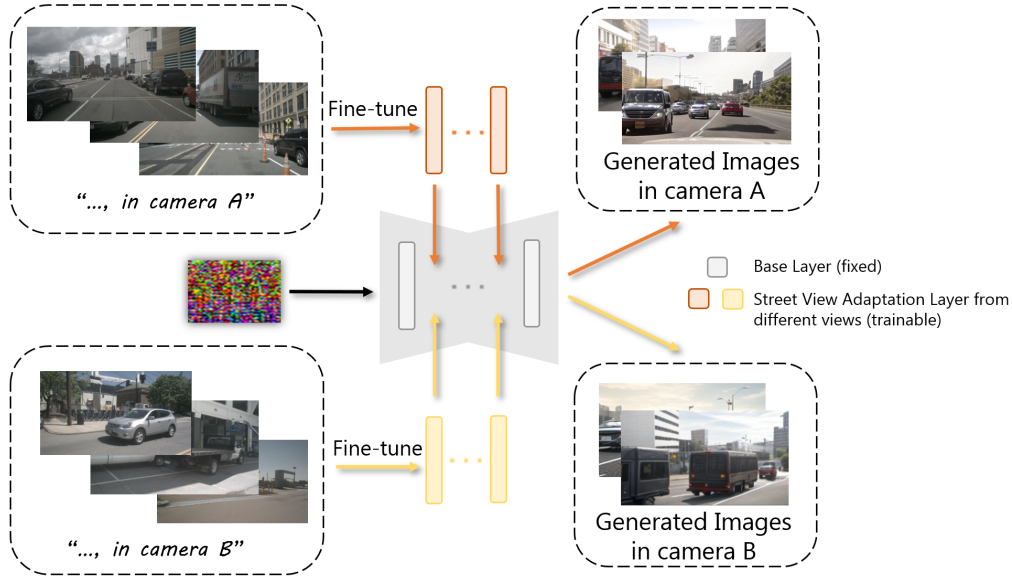 “..., in camera A”
Fine-tune
Generated Images
in camera A
Base Layer (fixed)
Street View Adaptation Layer from
different views (trainable)
Fine-tune
“..., in camera B”
Generated Images
in camera B